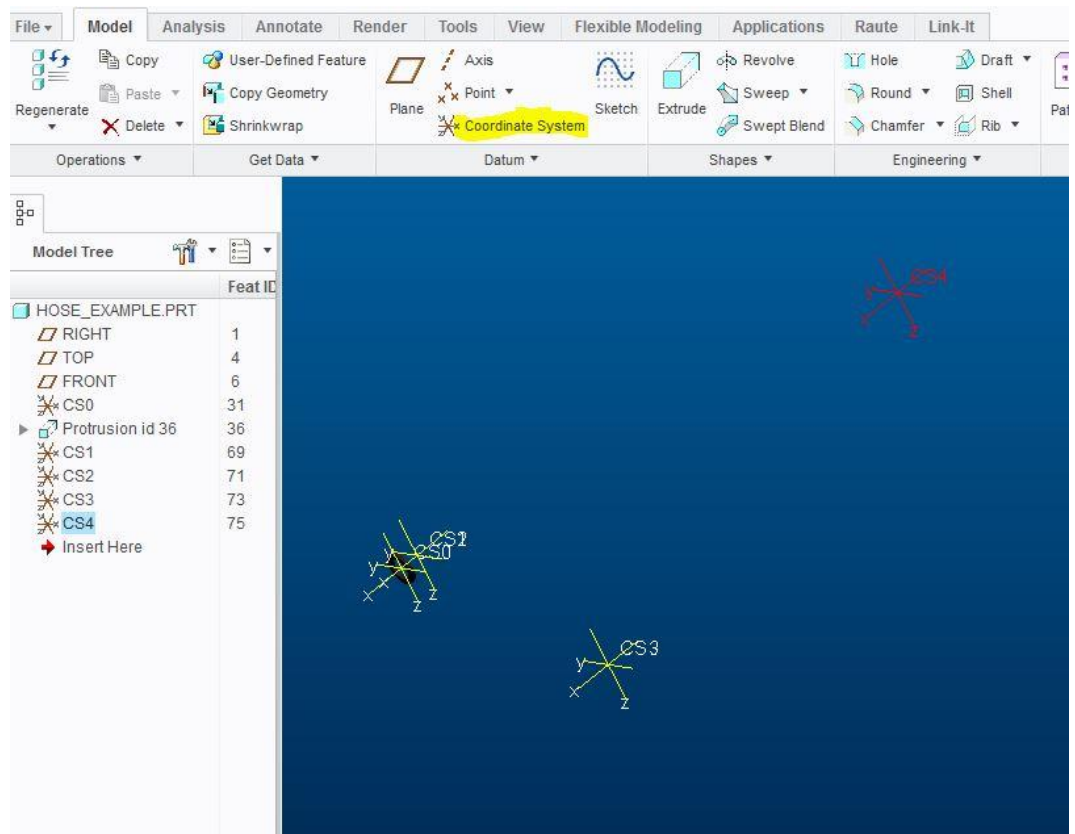 File Model Analysis Annotate Render Tools View Flexible Modeling Applications Raute Link-It
Regenerate
Copy
Paste
Delete
User-Defined Feature
Copy Geometry
Shrinkwrap
Plane
Axis
Point
Coordinate System
Sketch
Extrude
Revolve
Sweep
Swept Blend
Hole
Round
Chamfer
Draft
Shell
Rib
Pat
Operations Get Data Datum Shapes Engineering
Model Tree
Feat ID
HOSE_EXAMPLE.PRT
RIGHT 1
TOP 4
FRONT 6
CS0 31
Protrusion id 36 36
CS1 69
CS2 71
CS3 73
CS4 75
Insert Here
CS4
y
x
z
CS0
y
y
x
x
z
z
CS3
y
x
z